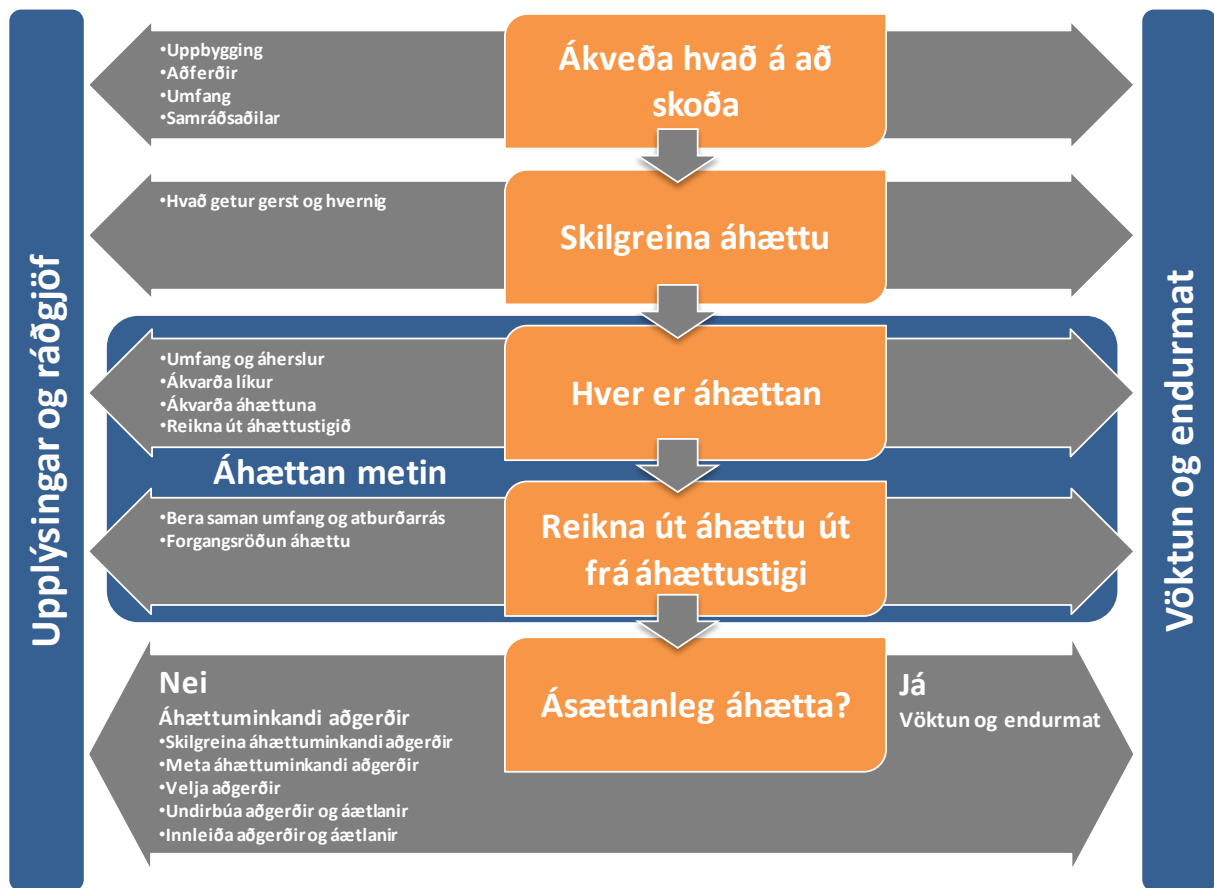 Upplýsingar og ráðgjöf
•Uppbygging
•Aðferðir
•Umfang
•Samráðsaðilar
Ákveða hvað á að
skoða
•Hvað getur gerst og hvernig
Skilgreina áhættu
•Umfang og áherslur
•Ákvarða líkur
•Ákvarða áhættuna
•Reikna út áhættustigið
Hver er áhættan
Áhættan metin
•Bera saman umfang og atburðarrás
•Forgangsröðun áhættu
Reikna út áhættu út
frá áhættustigi
Nei
Áhættuminkandi aðgerðir
•Skilgreina áhættuminkandi aðgerðir
•Meta áhættuminkandi aðgerðir
•Velja aðgerðir
•Undirbúa aðgerðir og áætlanir
•Innleiða aðgerðir og áætlanir
Ásættanleg áhætta?
Já
Vöktun og endurmat
Vöktun og endurmat